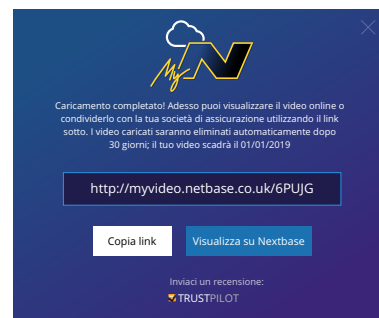 My N
Caricamento completato! Adesso puoi visualizzare il video online o
condividerlo con la tua società di assicurazione utilizzando il link
sotto. I video caricati saranno eliminati automaticamente dopo
30 giorni; il tuo video scadrà il 01/01/2019
http://myvideo.netbase.co.uk/6PUJG
Copia link
Visualizza su Nextbase
Inviaci un recensione:
TRUSTPILOT